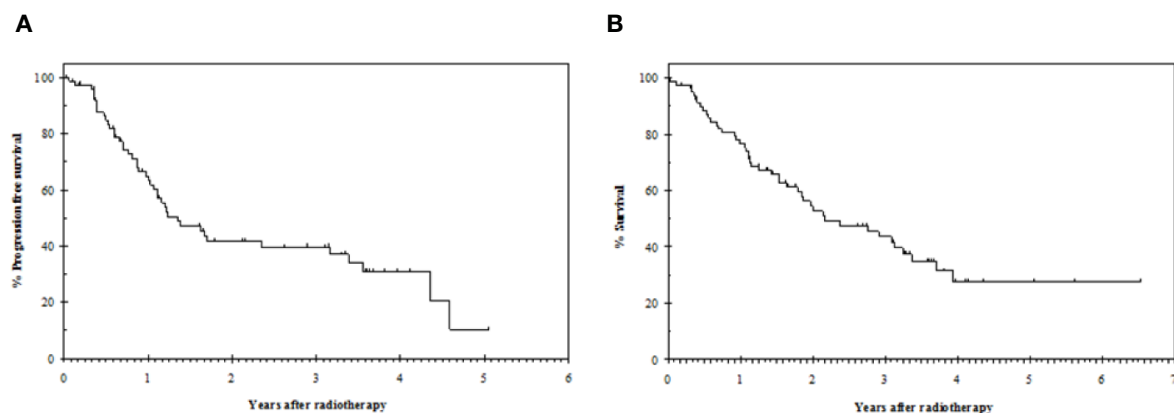 A
B
100
80
60
40
20
0
% Progression free survival
0 1 2 3 4 5 6
Years after radiotherapy
100
80
60
40
20
0
% Survival
0 1 2 3 4 5 6 7
Years after radiotherapy